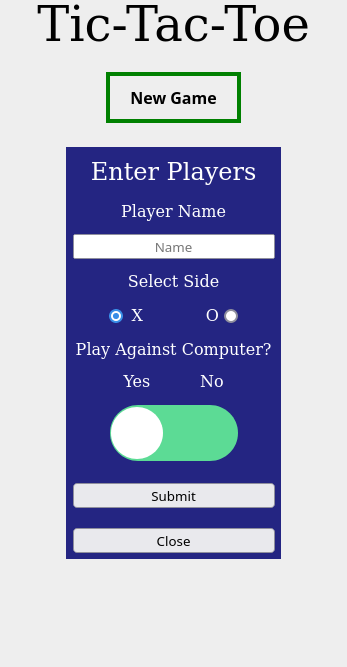 Tic-Tac-Toe
New Game
Enter Players
Player Name
Name
Select Side
X O
Play Against Computer?
Yes No
Submit
Close